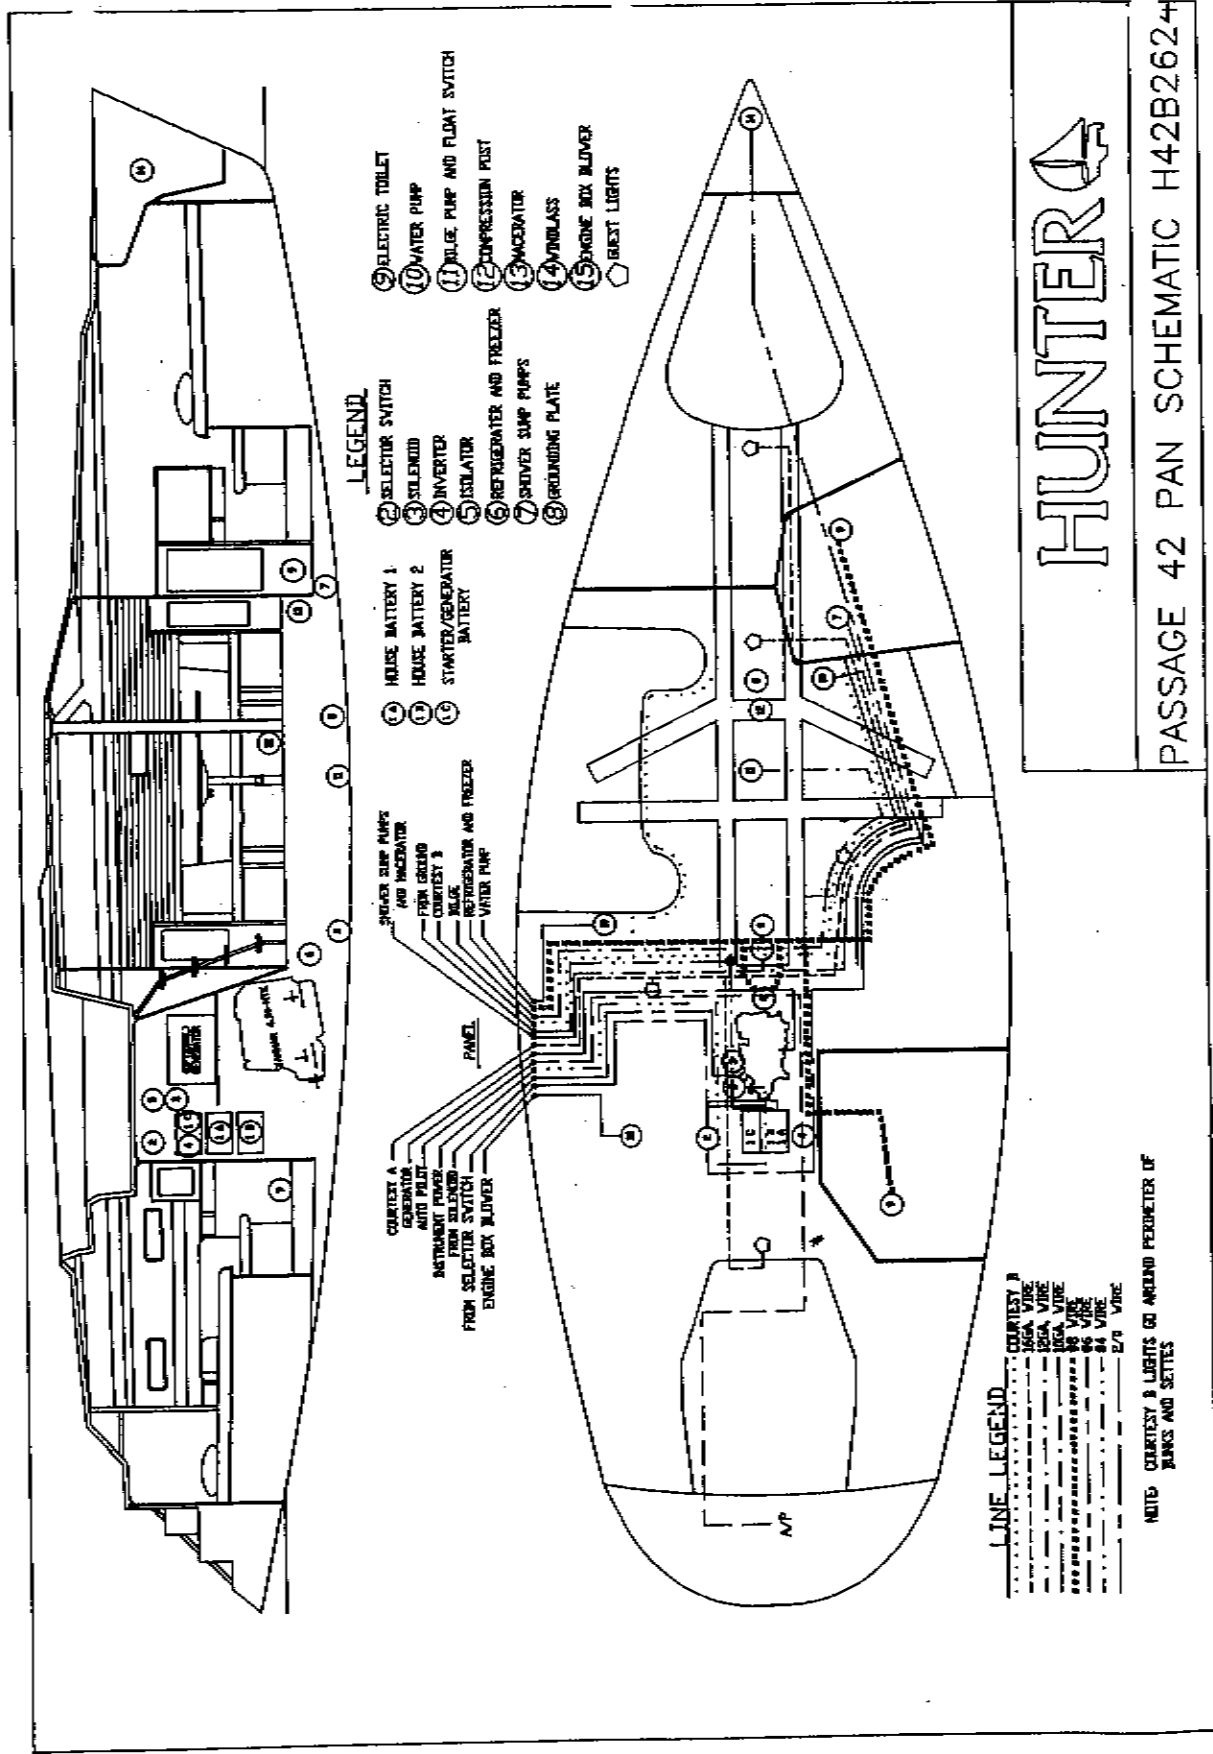 LEGEND
1A HOUSE BATTERY 1
1B HOUSE BATTERY 2
1C STARTER/GENERATOR
BATTERY
2 SELECTOR SWITCH
3 SOLENOID
4 INVERTER
5 ISOLATOR
6 REFRIGERATER AND FREEZER
7 SHOWER SUMP PUMPS
8 GROUNDING PLATE
9 ELECTRIC TOILET
10 WATER PUMP
11 BILGE PUMP AND FLOAT SWITCH
12 COMPRESSION POST
13 MACERATOR
14 WINDLASS
15 ENGINE BOX BLOWER
GUEST LIGHTS
SHOWER SUMP PUMPS
AND MACERATOR
FROM GROUND
COURTESY B
BILGE
REFRIGERATOR AND FREEZER
WATER PUMP
PANEL
COURTESY A
GENERATOR
AUTO PILOT
INSTRUMENT POWER
FROM SOLENOID
FROM SELECTOR SWITCH
ENGINE BOX BLOWER
GENERATOR
YANMAR
A/P
LINE LEGEND
COURTESY B
16GA. WIRE
12GA. WIRE
10GA. WIRE
#8 WIRE
#6 WIRE
#4 WIRE
2/0 WIRE
NOTE: COURTESY B LIGHTS GO AROUND PERIMETER OF
BUNKS AND SETTES
HUNTER
PASSAGE 42 PAN SCHEMATIC H42B2624